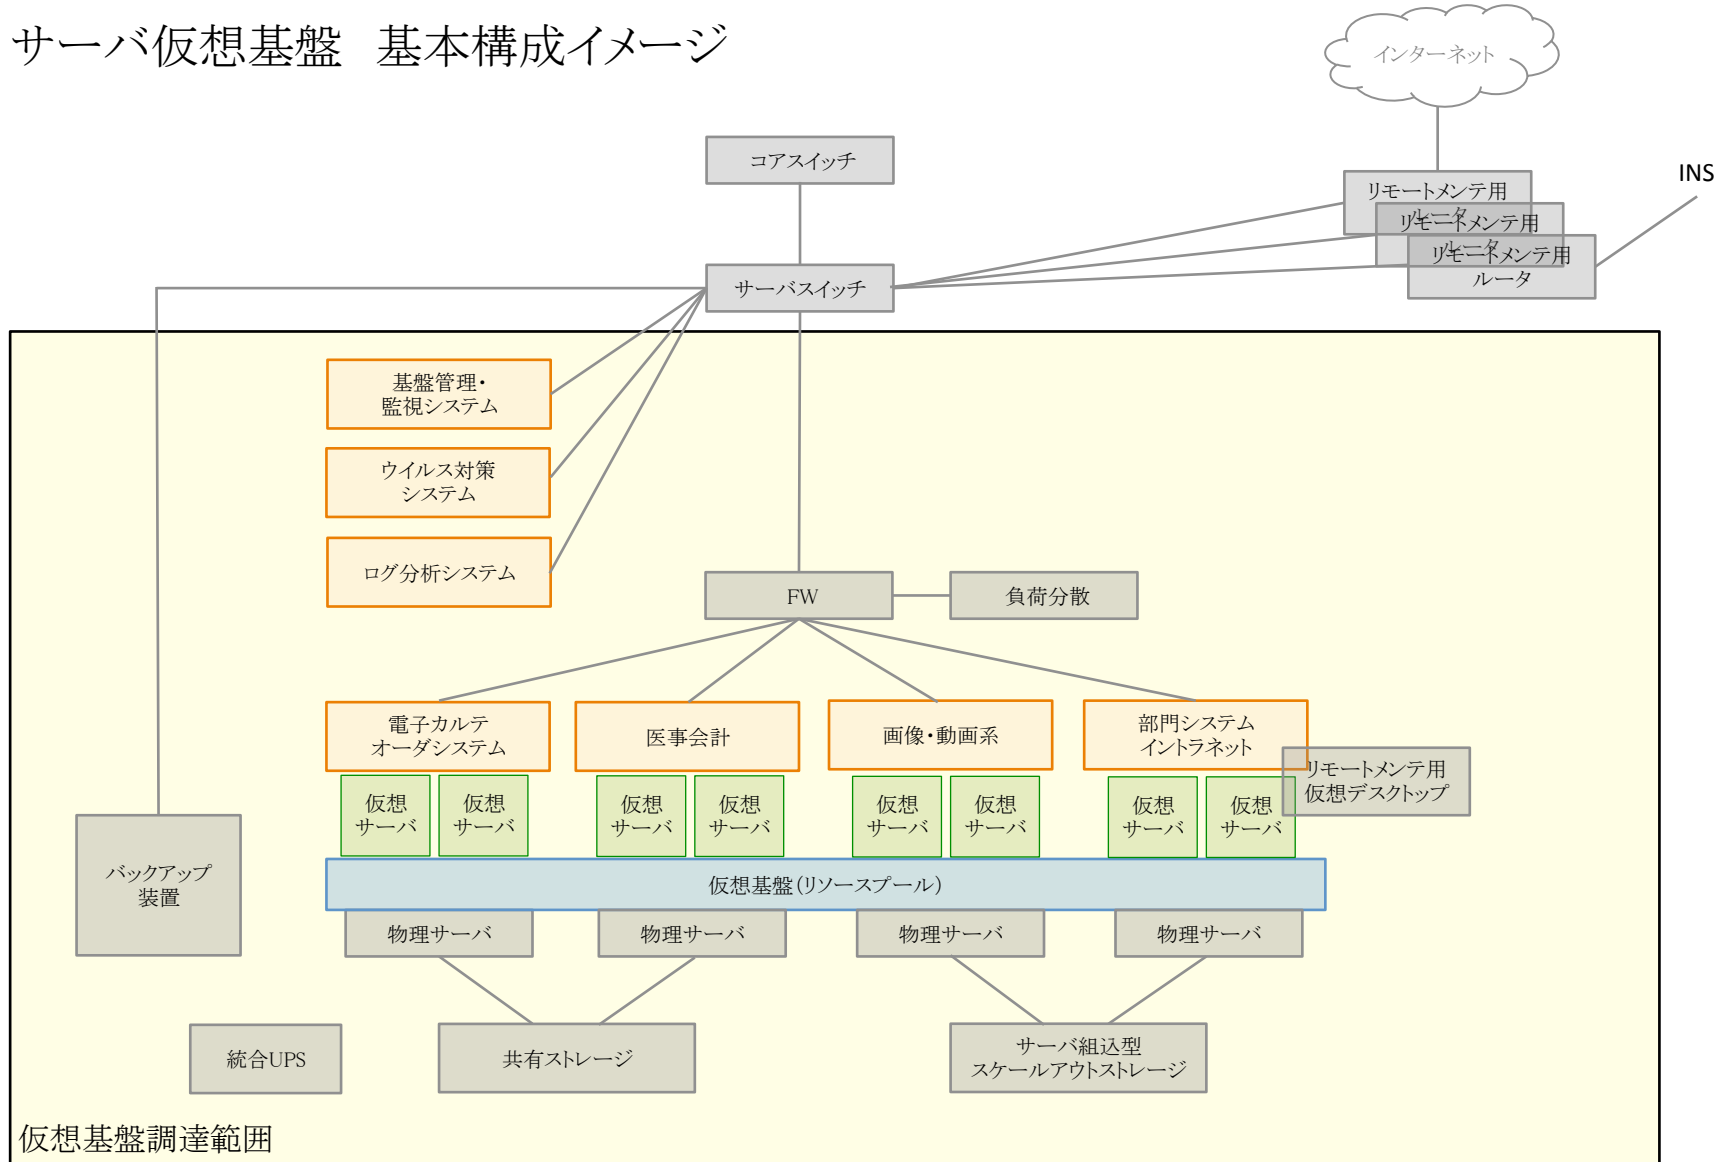 サーバ仮想基盤　基本構成イメージ
インターネット
コアスイッチ
INS
リモートメンテ用
ルータ
リモートメンテ用
ルータ
リモートメンテ用
ルータ
サーバスイッチ
基盤管理・
監視システム
ウイルス対策
システム
ログ分析システム
FW
負荷分散
電子カルテ
オーダシステム
医事会計
画像・動画系
部門システム
イントラネット
リモートメンテ用
仮想デスクトップ
仮想
サーバ
仮想
サーバ
仮想
サーバ
仮想
サーバ
仮想
サーバ
仮想
サーバ
仮想
サーバ
仮想
サーバ
バックアップ
装置
仮想基盤（リソースプール）
物理サーバ
物理サーバ
物理サーバ
物理サーバ
統合UPS
共有ストレージ
サーバ組込型
スケールアウトストレージ
仮想基盤調達範囲